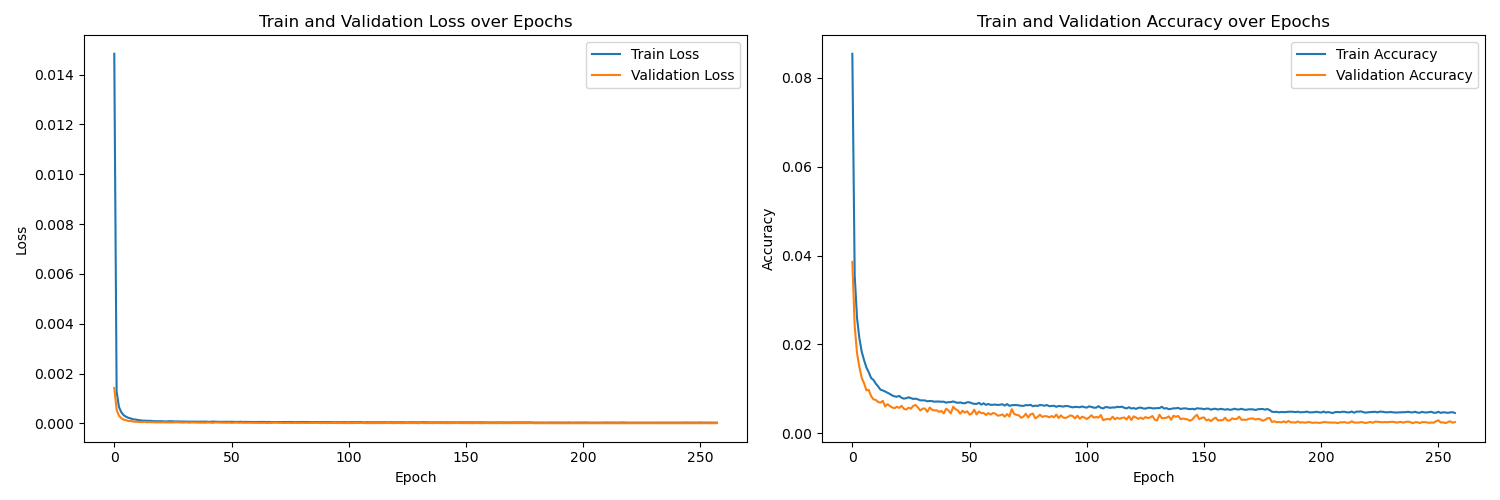 Train and Validation Loss over Epochs
Train Loss
Validation Loss
0.014
0.012
0.010
0.008
0.006
0.004
0.002
0.000
Loss
0
50
100
150
200
250
Epoch
Train and Validation Accuracy over Epochs
Train Accuracy
Validation Accuracy
0.08
0.06
0.04
0.02
0.00
Accuracy
0
50
100
150
200
250
Epoch